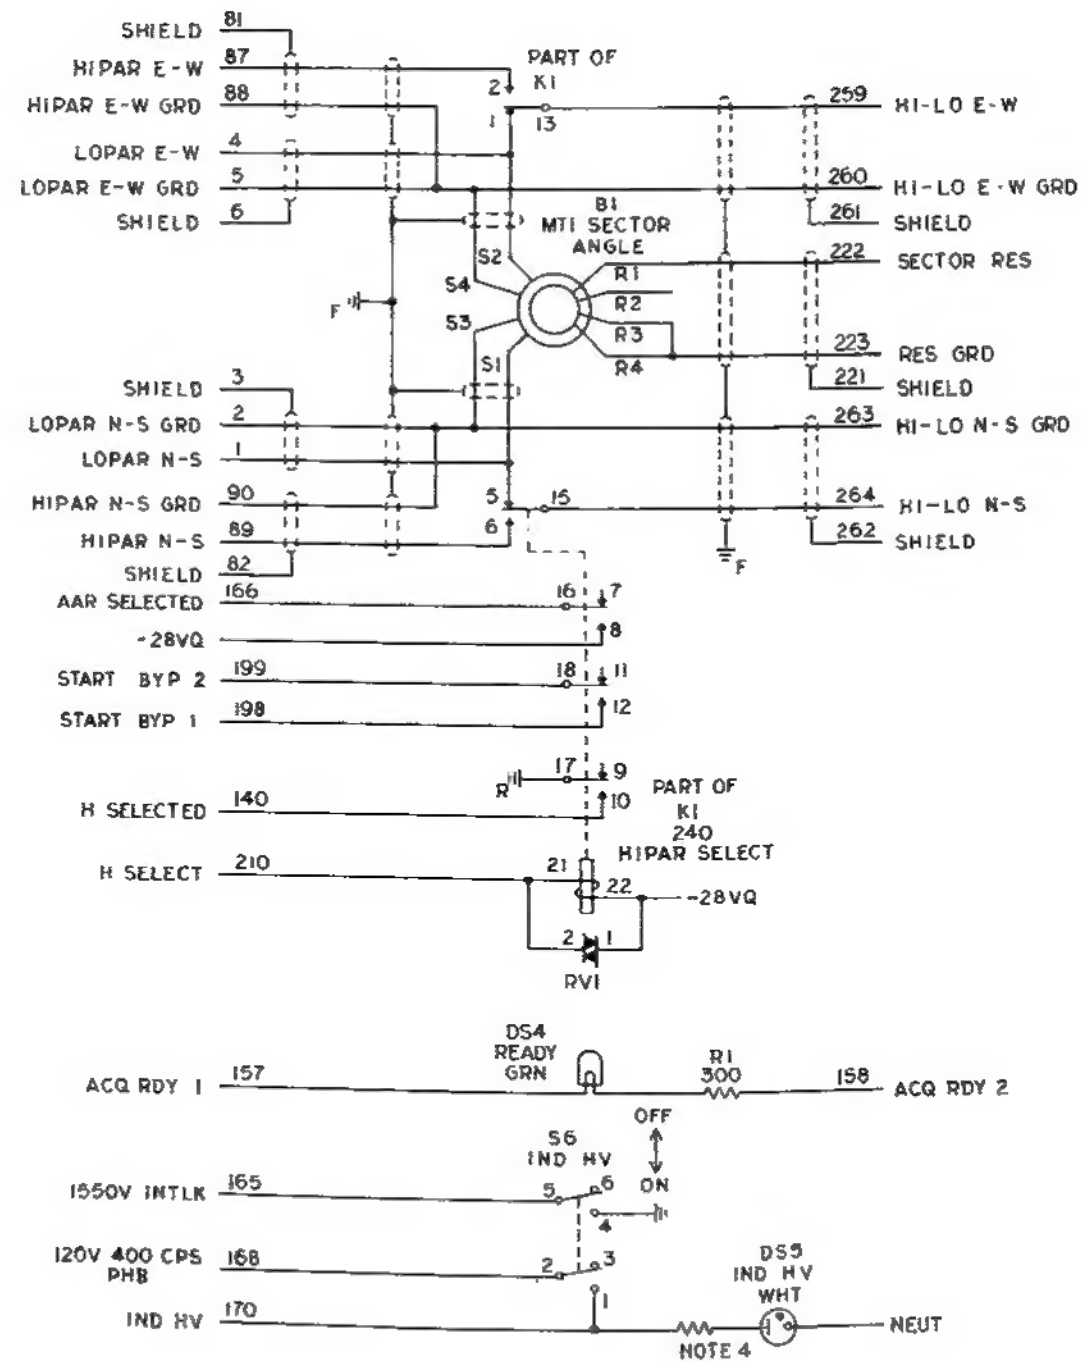 SHIELD 81
HIPAR E-W 87
PART OF
K1
2
HIPAR E-W GRD 88
1 13
259 HI-LO E-W
LOPAR E-W 4
LOPAR E-W GRD 5
260 HI-LO E-W GRD
SHIELD 6
B1
MTI SECTOR
ANGLE
261 SHIELD
S2
222 SECTOR RES
R1
S4
R2
F
S3
R3
S1
R4
223 RES GRD
SHIELD 3
221 SHIELD
LOPAR N-S GRD 2
263 HI-LO N-S GRD
LOPAR N-S 1
HIPAR N-S GRD 90
5 15
264 HI-LO N-S
6
HIPAR N-S 89
262 SHIELD
F
SHIELD 82
AAR SELECTED 166
16 7
-28VQ
8
START BYP 2 199
18 11
START BYP 1 198
12
R
17 9
PART OF
K1
240
HIPAR SELECT
H SELECTED 140
10
H SELECT 210
21
22 -28VQ
2 1
RV1
DS4
READY
GRN
R1
300
ACQ RDY 1 157
158 ACQ RDY 2
OFF
ON
S6
IND HV
1550V INTLK 165
5 6
4
120V 400 CPS
PHB
168
2 3
1
DS5
IND HV
WHT
IND HV 170
NEUT
NOTE 4